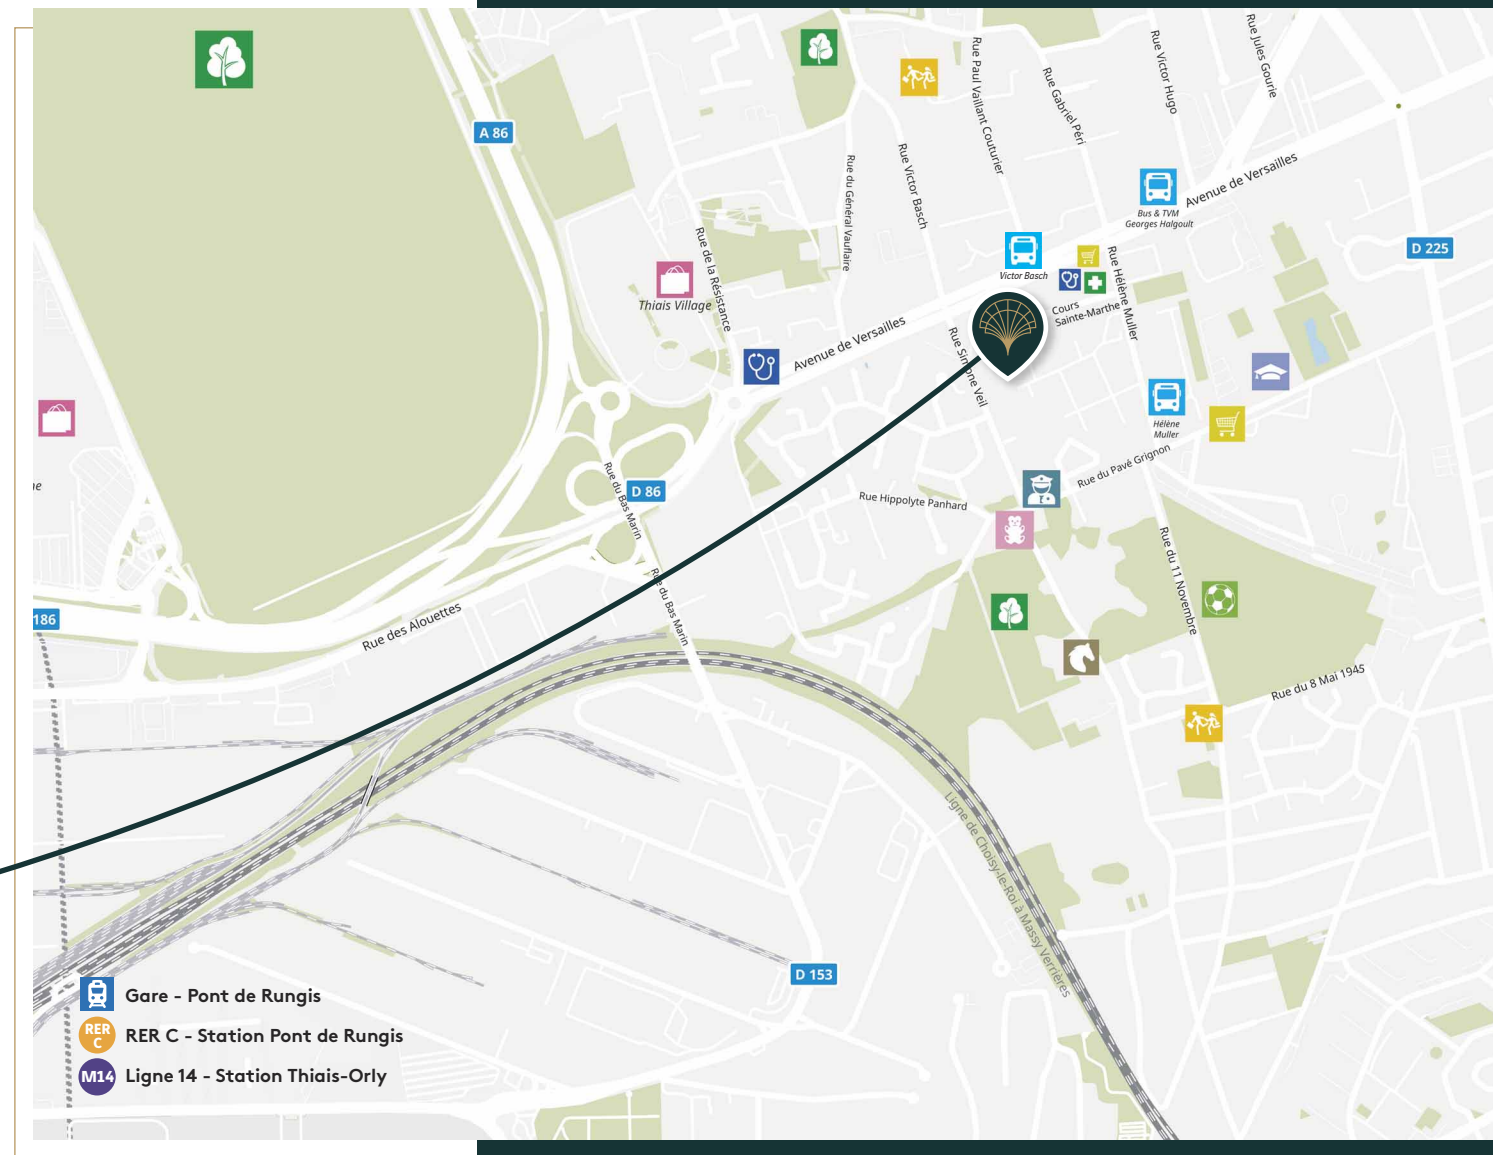 A 86
Rue Paul Vaillant Couturier
Rue Gabriel Péri
Rue Victor Hugo
Rue Jules Gourie
Rue du Général Vauflaire
Rue Victor Basch
Bus & TVM
Georges Halgoult
Avenue de Versailles
D 225
Rue de la Résistance
Thiais Village
Victor Basch
Rue Hélène Muller
Cours
Sainte-Marthe
Avenue de Versailles
Rue Simone Veil
Hélène
Muller
Rue du Pavé Grignon
Rue Hippolyte Panhard
Rue du Bas Marin
D 86
Rue du Bas Marin
Rue du 11 Novembre
186
Rue des Alouettes
Rue du 8 Mai 1945
Ligne de Choisy-le-Roi à Massy Verrières
D 153
Gare - Pont de Rungis
RER
C
RER C - Station Pont de Rungis
M14
Ligne 14 - Station Thiais-Orly